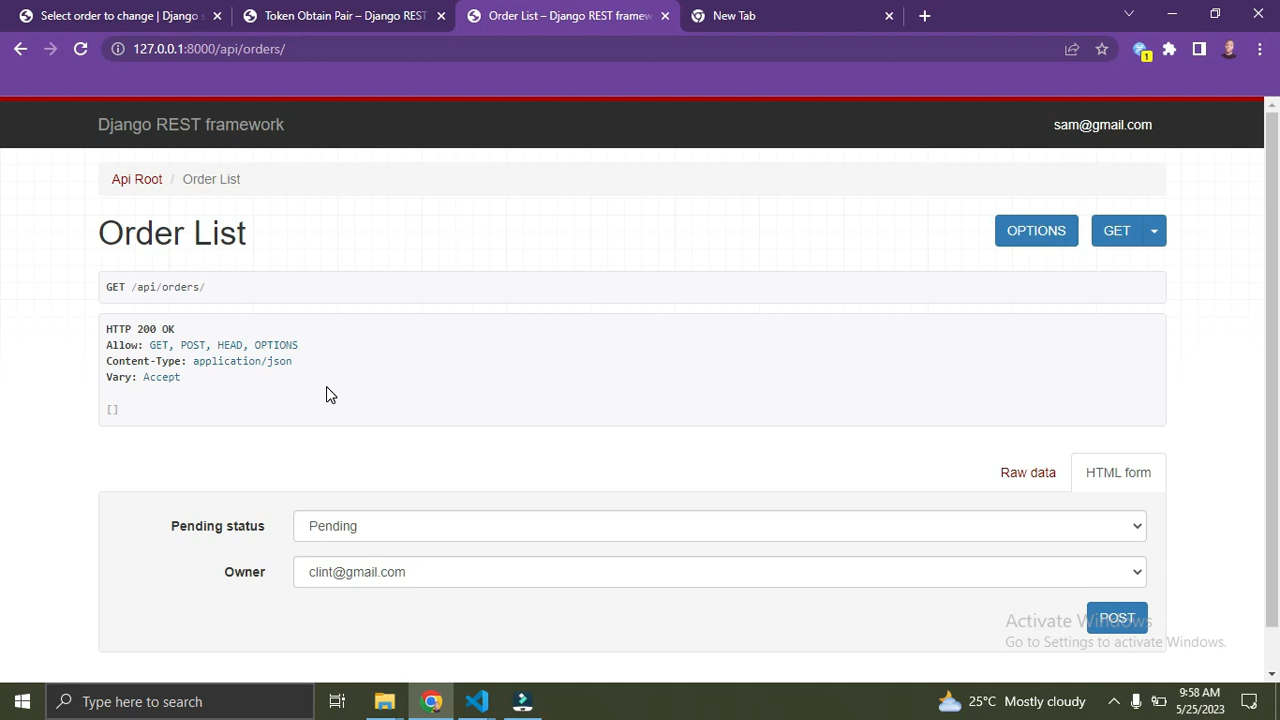 Select order to change | Django s
Token Obtain Pair – Django REST
Order List – Django REST framew
New Tab
127.0.0.1:8000/api/orders/
1
Django REST framework
sam@gmail.com
Api Root / Order List
Order List
OPTIONS
GET
GET /api/orders/
HTTP 200 OK
Allow: GET, POST, HEAD, OPTIONS
Content-Type: application/json
Vary: Accept
[]
Raw data
HTML form
Pending status
Pending
Owner
clint@gmail.com
POST
Activate Windows
Go to Settings to activate Windows.
Type here to search
25°C Mostly cloudy
9:58 AM
5/25/2023